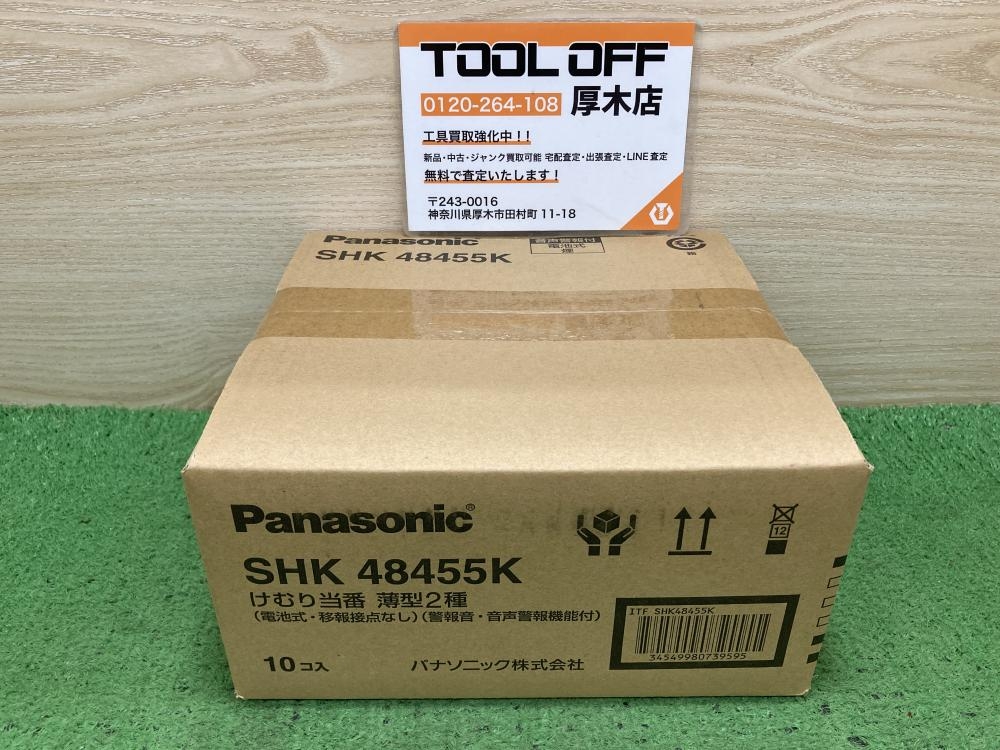 TOOL OFF
0120-264-108 厚木店
工具買取強化中!!
新品・中古・ジャンク買取可能 宅配査定・出張査定・LINE査定
無料で査定いたします!
〒243-0016
神奈川県厚木市田村町 11-18
Panasonic
SHK 48455K
音声警報付
電池式
煙
Panasonic®
SHK 48455K
けむり当番 薄型2種
(電池式・移報接点なし)(警報音・音声警報機能付)
10コ入
パナソニック株式会社
12
ITF SHK48455K
34549980739595